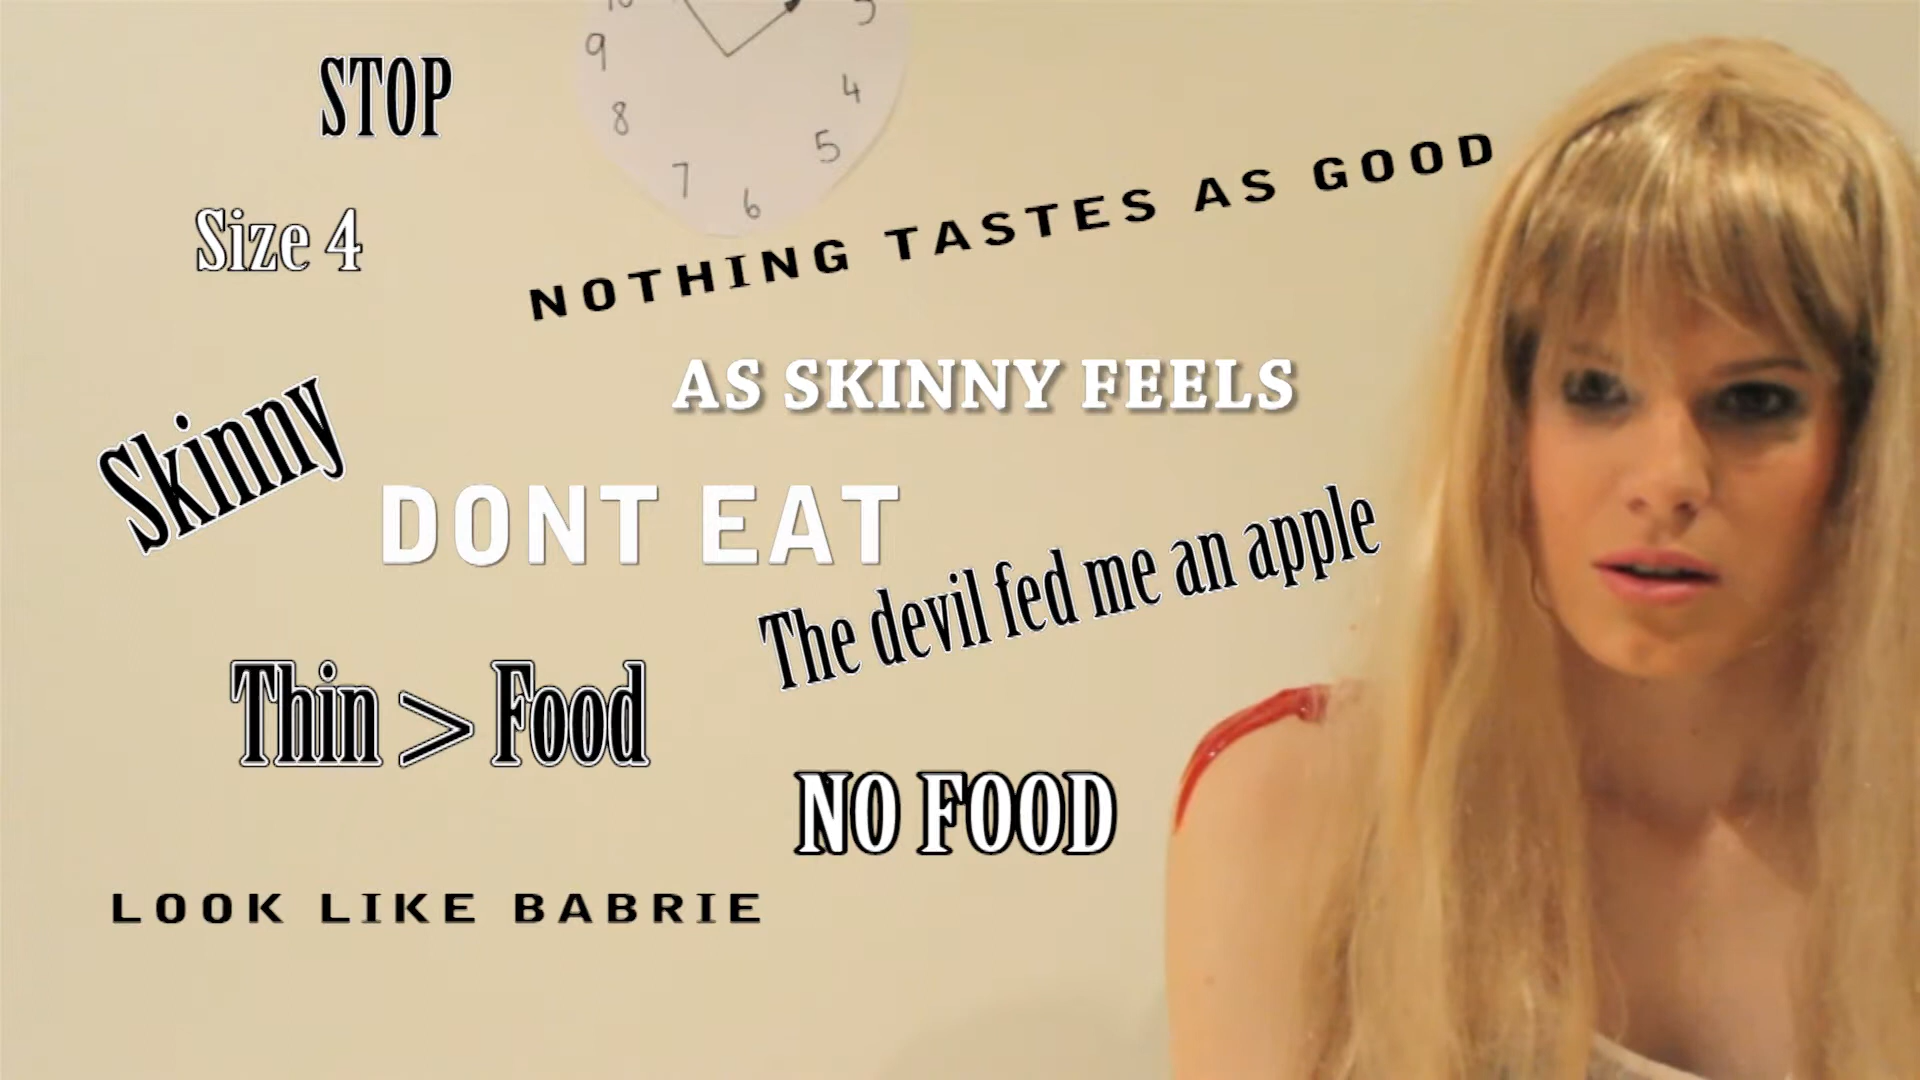 STOP
9
3
4
8
5
7
6
Size 4
NOTHING TASTES AS GOOD
AS SKINNY FEELS
Skinny
DONT EAT
The devil fed me an apple
Thin > Food
NO FOOD
LOOK LIKE BABRIE